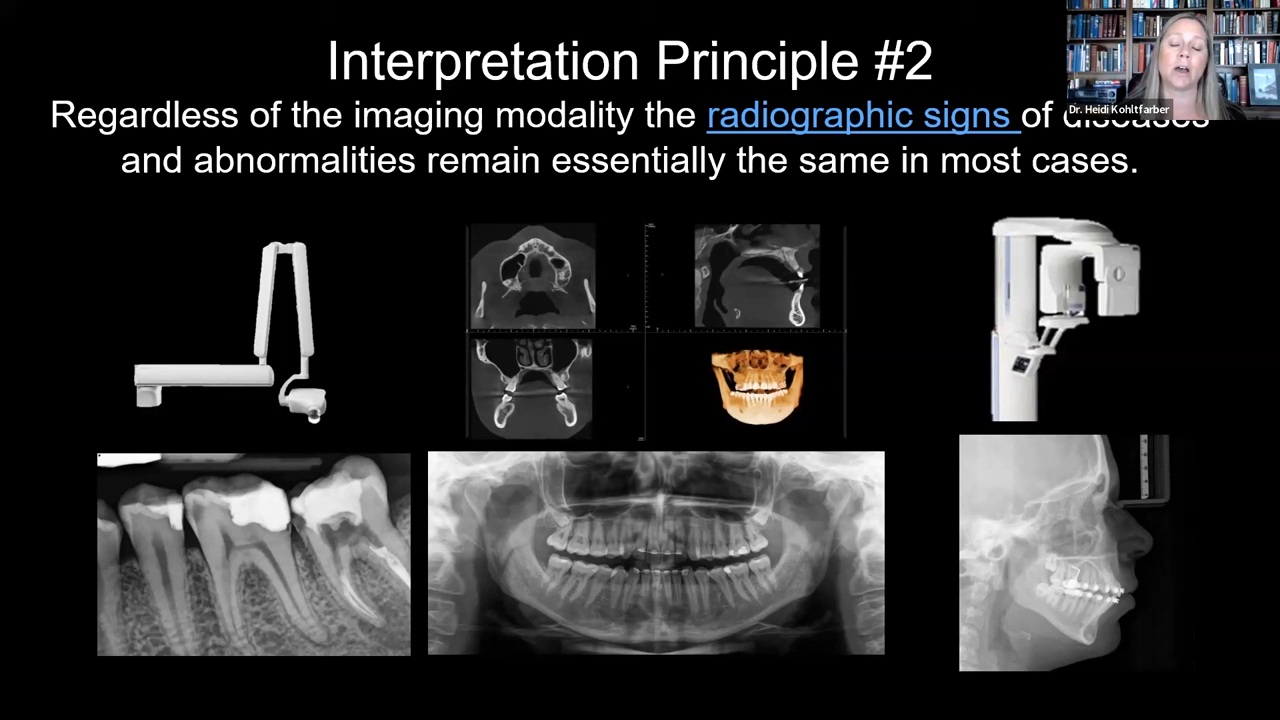 Interpretation Principle #2
Dr. Heidi Kohltfarber
Regardless of the imaging modality the radiographic signs of diseases
and abnormalities remain essentially the same in most cases.